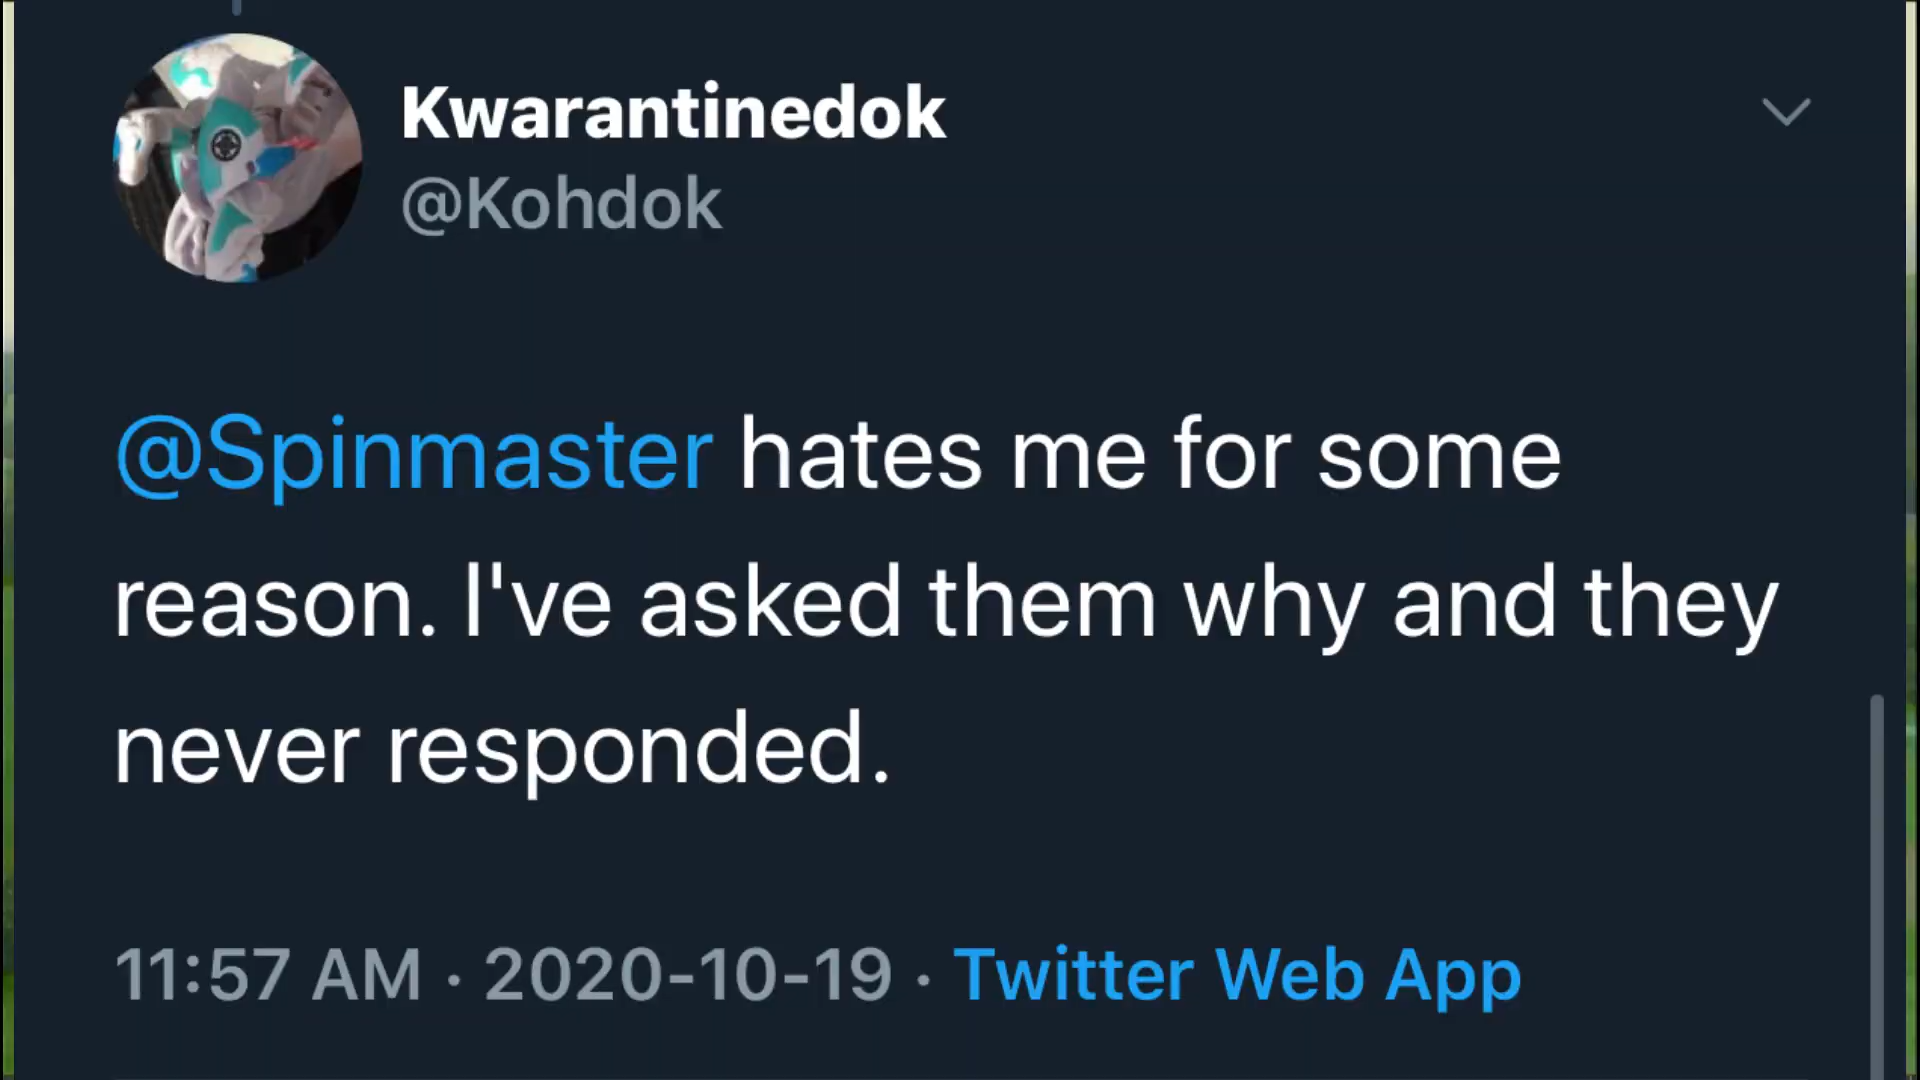 Kwarantinedok
@Kohdok
@Spinmaster hates me for some
reason. I've asked them why and they
never responded.
11:57 AM · 2020-10-19 · Twitter Web App